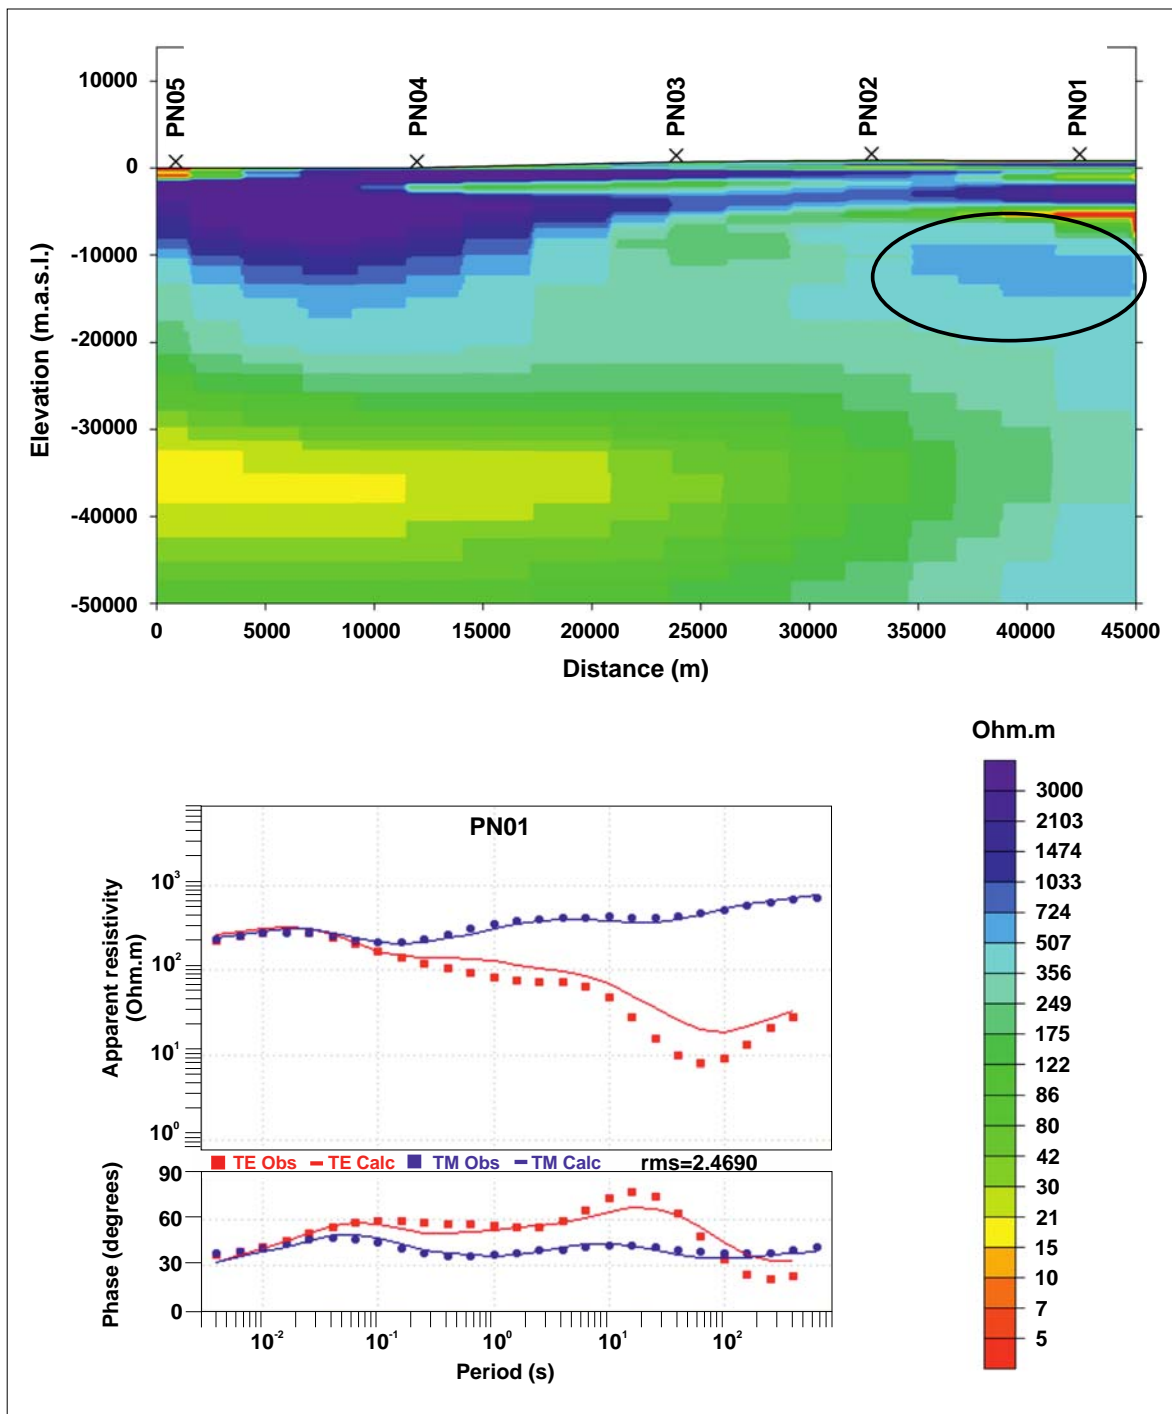 PN05 PN04 PN03 PN02 PN01
10000
0
-10000
-20000
-30000
-40000
-50000
Elevation (m.a.s.l.)
0 5000 10000 15000 20000 25000 30000 35000 40000 45000
Distance (m)
Ohm.m
3000
2103
1474
1033
724
507
356
249
175
122
86
80
42
30
21
15
10
7
5
PN01
10³
10²
10¹
10⁰
Apparent resistivity
(Ohm.m)
TE Obs TE Calc TM Obs TM Calc rms=2.4690
90
60
30
0
Phase (degrees)
10⁻² 10⁻¹ 10⁰ 10¹ 10²
Period (s)